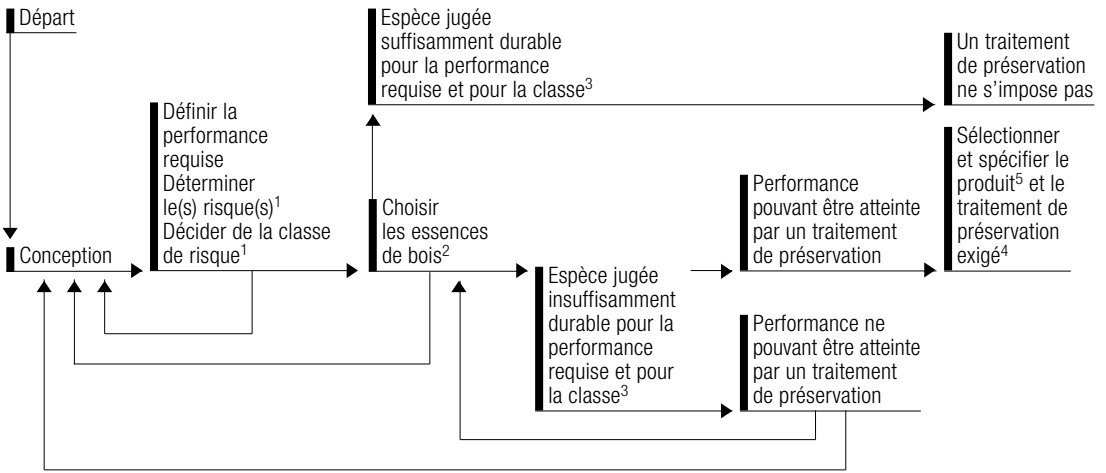 Départ
Conception
Définir la
performance
requise
Déterminer
le(s) risque(s)¹
Décider de la classe
de risque¹
Choisir
les essences
de bois²
Espèce jugée
suffisamment durable
pour la performance
requise et pour la classe³
Un traitement
de préservation
ne s'impose pas
Espèce jugée
insuffisamment
durable pour la
performance
requise et pour
la classe³
Performance
pouvant être atteinte
par un traitement
de préservation
Sélectionner
et spécifier le
produit⁵ et le
traitement de
préservation
exigé⁴
Performance ne
pouvant être atteinte
par un traitement
de préservation